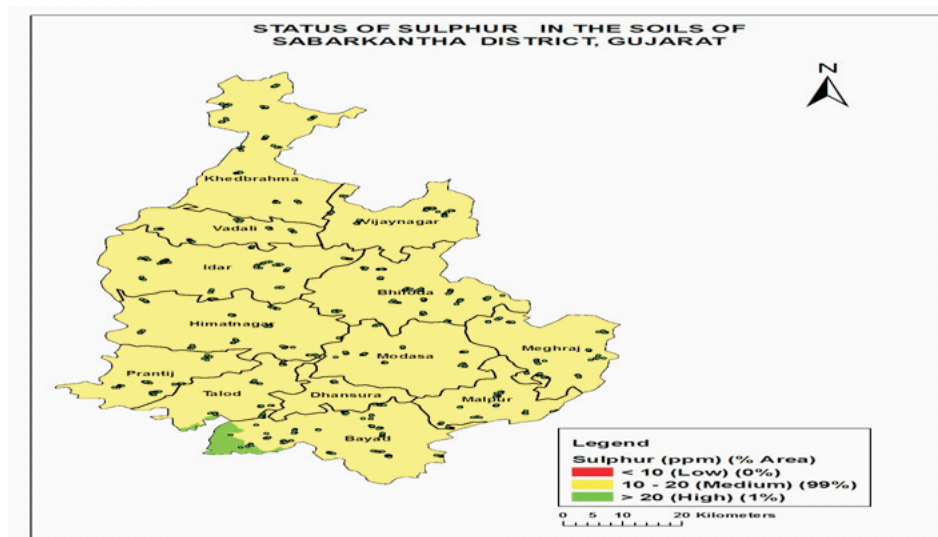 STATUS OF SULPHUR IN THE SOILS OF
SABARKANTHA DISTRICT, GUJARAT
N
Khedbrahma
Vijaynagar
Vadali
Idar
Bhiloda
Himatnagar
Modasa
Meghraj
Prantij
Talod
Dhansura
Malpur
Bayad
Legend
Sulphur (ppm) (% Area)
< 10 (Low) (0%)
10 - 20 (Medium) (99%)
> 20 (High) (1%)
0 5 10 20 Kilometers